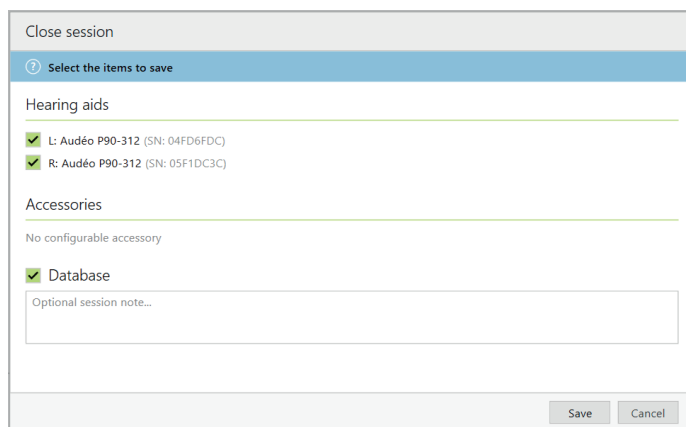 Close session
? Select the items to save
Hearing aids
L: Audéo P90-312 (SN: 04FD6FDC)
R: Audéo P90-312 (SN: 05F1DC3C)
Accessories
No configurable accessory
Database
Optional session note...
Save Cancel